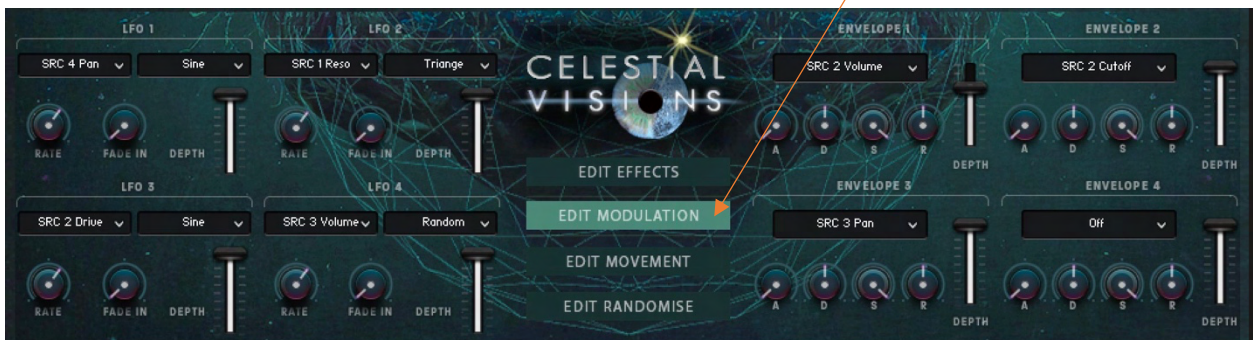 LFO 1
SRC 4 Pan Sine
RATE FADE IN DEPTH
LFO 2
SRC 1 Reso Triange
RATE FADE IN DEPTH
LFO 3
SRC 2 Drive Sine
RATE FADE IN DEPTH
LFO 4
SRC 3 Volume Random
RATE FADE IN DEPTH
CELESTIAL
VISIONS
EDIT EFFECTS
EDIT MODULATION
EDIT MOVEMENT
EDIT RANDOMISE
ENVELOPE 1
SRC 2 Volume
A D S R
DEPTH
ENVELOPE 2
SRC 2 Cutoff
A D S R
DEPTH
ENVELOPE 3
SRC 3 Pan
A D S R
DEPTH
ENVELOPE 4
Off
A D S R
DEPTH